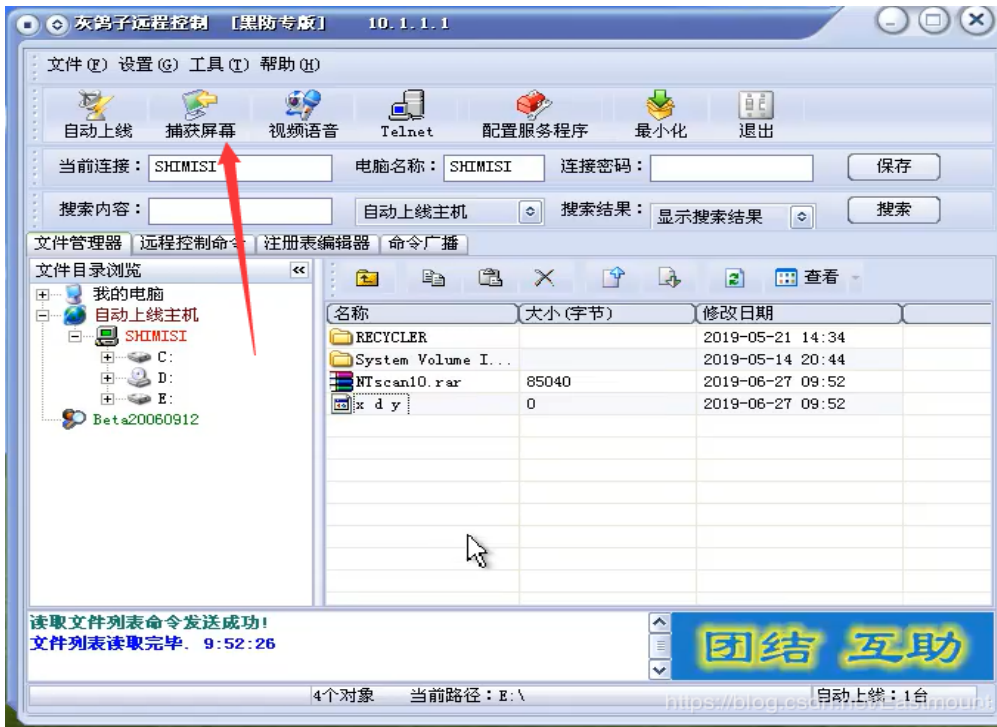 灰鸽子远程控制 [黑防专版] 10.1.1.1
文件(F) 设置(G) 工具(T) 帮助(H)
自动上线 捕获屏幕 视频语音 Telnet 配置服务程序 最小化 退出
当前连接： SHIMISI 电脑名称： SHIMISI 连接密码： 保存
搜索内容： 自动上线主机 搜索结果： 显示搜索结果 搜索
文件管理器 远程控制命令 注册表编辑器 命令广播
文件目录浏览 « 查看
我的电脑
自动上线主机
SHIMISI
C:
D:
E:
Beta20060912
名称 大小(字节) 修改日期
RECYCLER 2019-05-21 14:34
System Volume I... 2019-05-14 20:44
NTscan10.rar 85040 2019-06-27 09:52
x d y 0 2019-06-27 09:52
读取文件列表命令发送成功!
文件列表读取完毕. 9:52:26
团结 互助
4个对象 当前路径：E:\ 自动上线：1台
https://blog.csdn.net/Eastmount